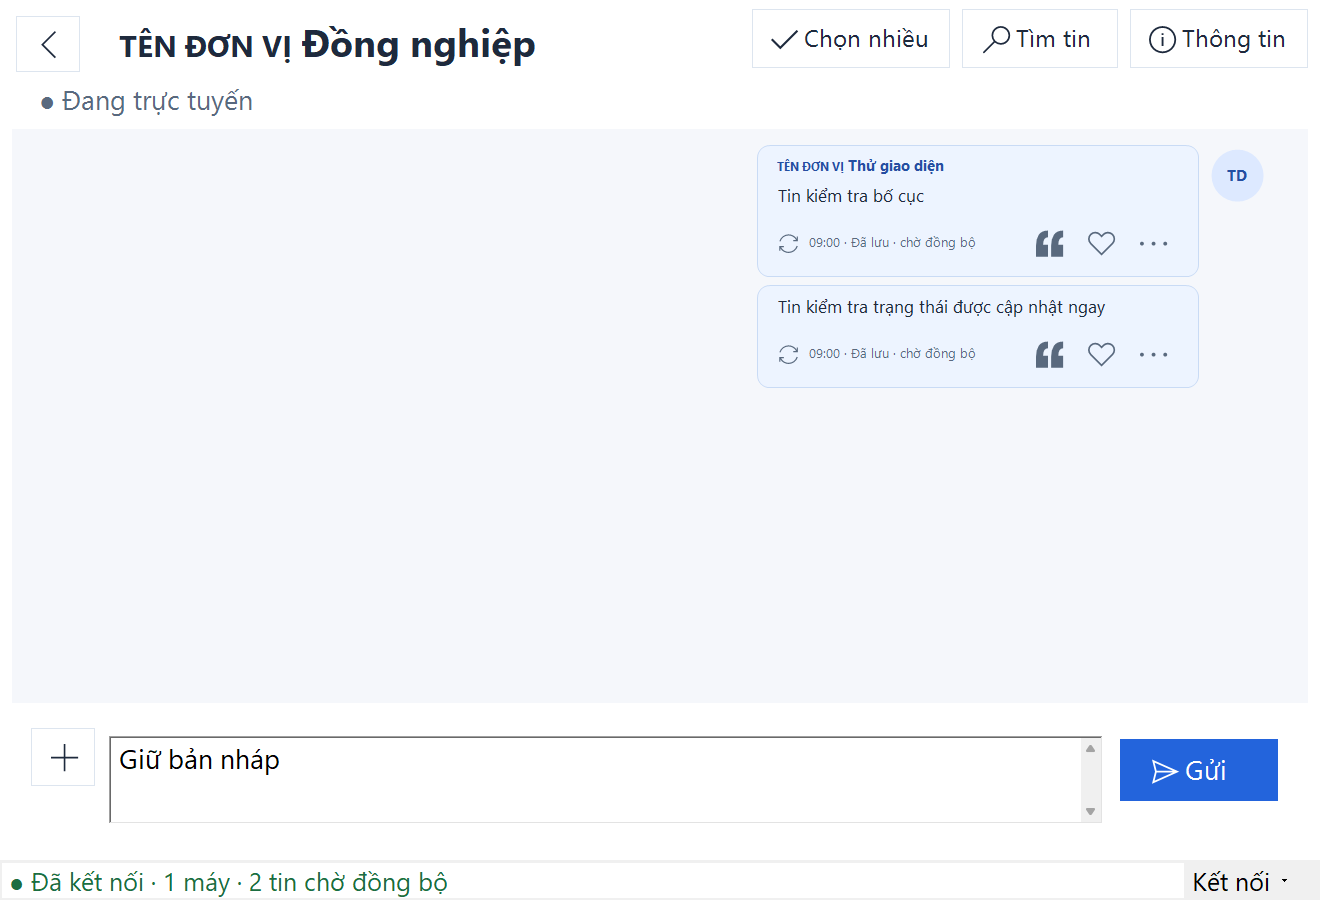 TÊN ĐƠN VỊ Đồng nghiệp
Chọn nhiều
Tìm tin
Thông tin
● Đang trực tuyến
TÊN ĐƠN VỊ Thử giao diện
TD
Tin kiểm tra bố cục
09:00 · Đã lưu · chờ đồng bộ
Tin kiểm tra trạng thái được cập nhật ngay
09:00 · Đã lưu · chờ đồng bộ
Giữ bản nháp
Gửi
● Đã kết nối · 1 máy · 2 tin chờ đồng bộ
Kết nối